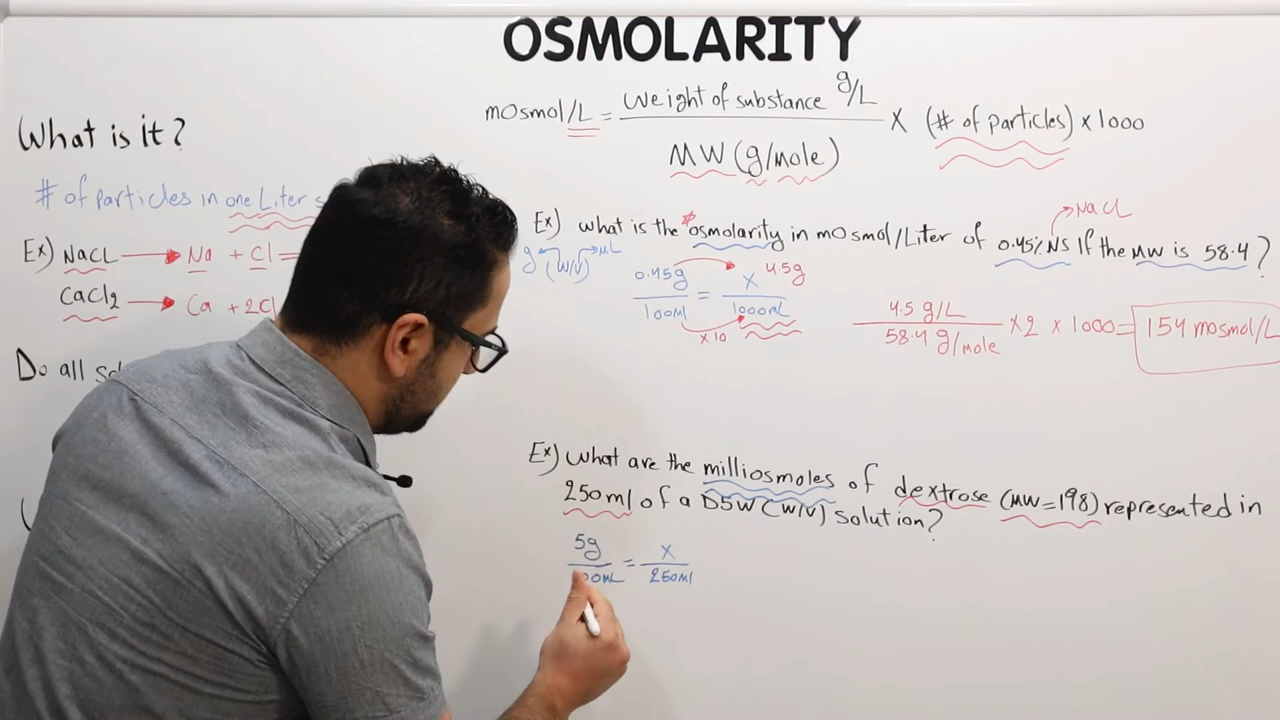 OSMOLARITY
mOsmol/L = Weight of substance g/L / MW (g/mole) X (# of particles) x 1000
What is it?
# of particles in one Liter
Ex) NaCL → Na + Cl =
CaCl2 → Ca + 2Cl
Do all
Ex) what is the *osmolarity in mOsmol/Liter of 0.45% NS If the MW is 58.4?
NaCL
g (W/V) mL
0.45g / 100ml = X / 1000mL
4.5g
x10
4.5 g/L / 58.4 g/mole x2 x 1000 = 154 mosmol/L
Ex) What are the milliosmoles of dextrose (MW=198) represented in
250ml of a D5W (W/V) solution?
5g = X / 250ml